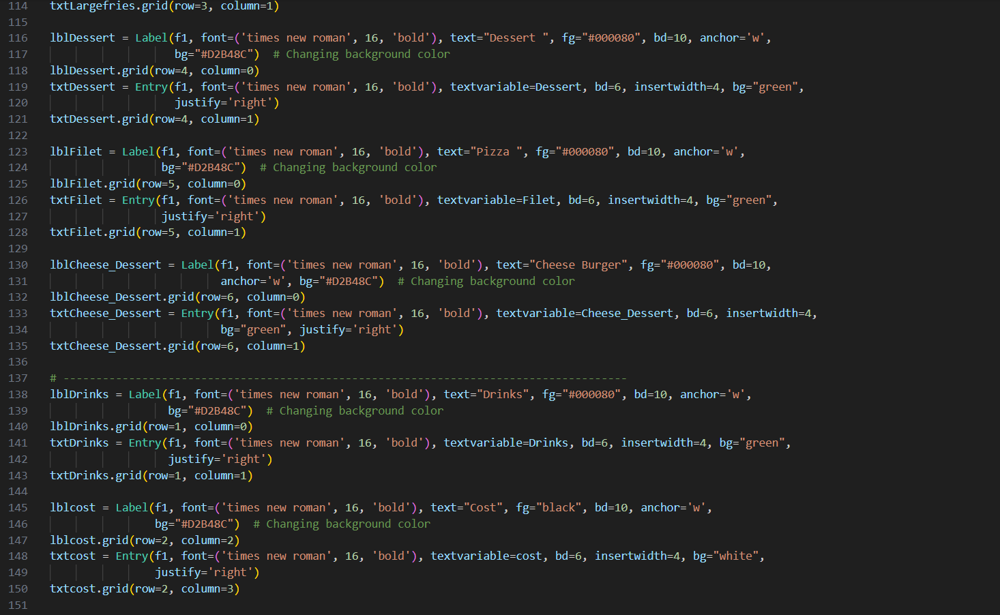 114 txtLargefries.grid(row=3, column=1)
115
116 lblDessert = Label(f1, font=('times new roman', 16, 'bold'), text="Dessert ", fg="#000080", bd=10, anchor='w',
117                    bg="#D2B48C")  # Changing background color
118 lblDessert.grid(row=4, column=0)
119 txtDessert = Entry(f1, font=('times new roman', 16, 'bold'), textvariable=Dessert, bd=6, insertwidth=4, bg="green",
120                    justify='right')
121 txtDessert.grid(row=4, column=1)
122
123 lblFilet = Label(f1, font=('times new roman', 16, 'bold'), text="Pizza ", fg="#000080", bd=10, anchor='w',
124                  bg="#D2B48C")  # Changing background color
125 lblFilet.grid(row=5, column=0)
126 txtFilet = Entry(f1, font=('times new roman', 16, 'bold'), textvariable=Filet, bd=6, insertwidth=4, bg="green",
127                  justify='right')
128 txtFilet.grid(row=5, column=1)
129
130 lblCheese_Dessert = Label(f1, font=('times new roman', 16, 'bold'), text="Cheese Burger", fg="#000080", bd=10,
131                           anchor='w', bg="#D2B48C")  # Changing background color
132 lblCheese_Dessert.grid(row=6, column=0)
133 txtCheese_Dessert = Entry(f1, font=('times new roman', 16, 'bold'), textvariable=Cheese_Dessert, bd=6, insertwidth=4,
134                           bg="green", justify='right')
135 txtCheese_Dessert.grid(row=6, column=1)
136
137 # --------------------------------------------------------------------------------------
138 lblDrinks = Label(f1, font=('times new roman', 16, 'bold'), text="Drinks", fg="#000080", bd=10, anchor='w',
139                   bg="#D2B48C")  # Changing background color
140 lblDrinks.grid(row=1, column=0)
141 txtDrinks = Entry(f1, font=('times new roman', 16, 'bold'), textvariable=Drinks, bd=6, insertwidth=4, bg="green",
142                   justify='right')
143 txtDrinks.grid(row=1, column=1)
144
145 lblcost = Label(f1, font=('times new roman', 16, 'bold'), text="Cost", fg="black", bd=10, anchor='w',
146                 bg="#D2B48C")  # Changing background color
147 lblcost.grid(row=2, column=2)
148 txtcost = Entry(f1, font=('times new roman', 16, 'bold'), textvariable=cost, bd=6, insertwidth=4, bg="white",
149                 justify='right')
150 txtcost.grid(row=2, column=3)
151